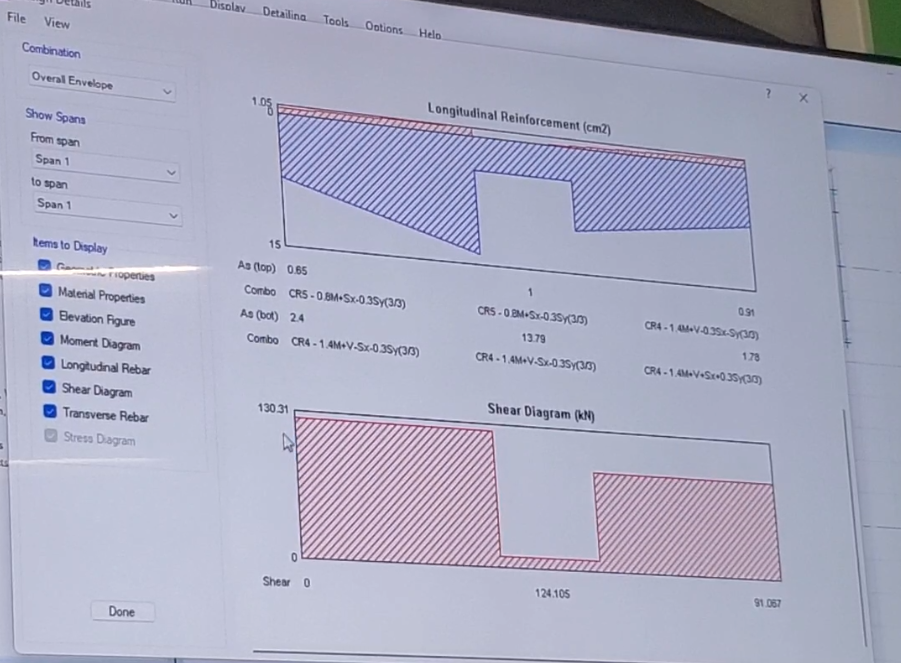 Details
Display Detailing Tools Options Help
File View
Combination
Overall Envelope
Show Spans
From span
Span 1
to span
Span 1
Items to Display
Material Properties
Elevation Figure
Moment Diagram
Longitudinal Rebar
Shear Diagram
Transverse Rebar
Stress Diagram
Done
? ×
Longitudinal Reinforcement (cm2)
1.05
0
15
As (top) 0.65 1 0.91
Combo CR5 - 0.8M+Sx-0.3Sy(3/3) CR5 - 0.8M+Sx-0.3Sy(3/3) CR4 - 1.4M+V-0.3Sx-Sy(3/3)
As (bot) 2.4 13.79 1.78
Combo CR4 - 1.4M+V-Sx-0.3Sy(3/3) CR4 - 1.4M+V-Sx-0.3Sy(3/3) CR4 - 1.4M+V+Sx+0.3Sy(3/3)
Shear Diagram (kN)
130.31
0
Shear 0 124.105 91.067